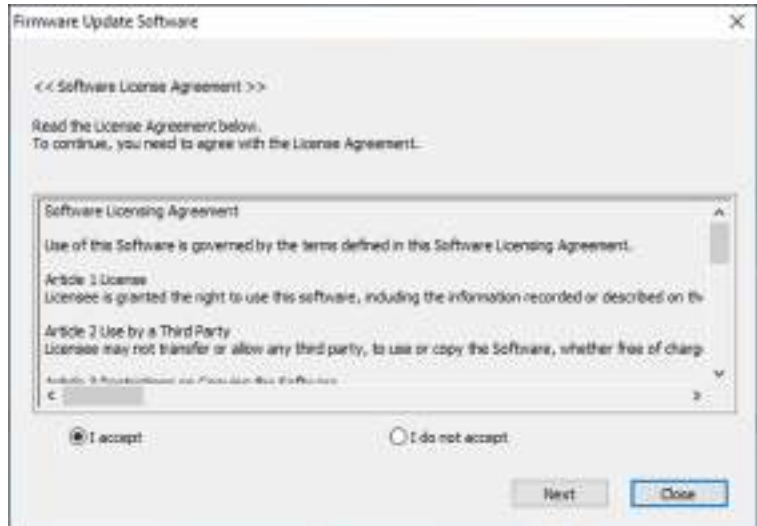 Firmware Update Software
<< Software License Agreement >>
Read the License Agreement below.
To continue, you need to agree with the License Agreement.
Software Licensing Agreement
Use of this Software is governed by the terms defined in this Software Licensing Agreement.
Article 1 License
Licensee is granted the right to use this software, including the information recorded or described on th
Article 2 Use by a Third Party
Licensee may not transfer or allow any third party, to use or copy the Software, whether free of charg
I accept
I do not accept
Next
Close